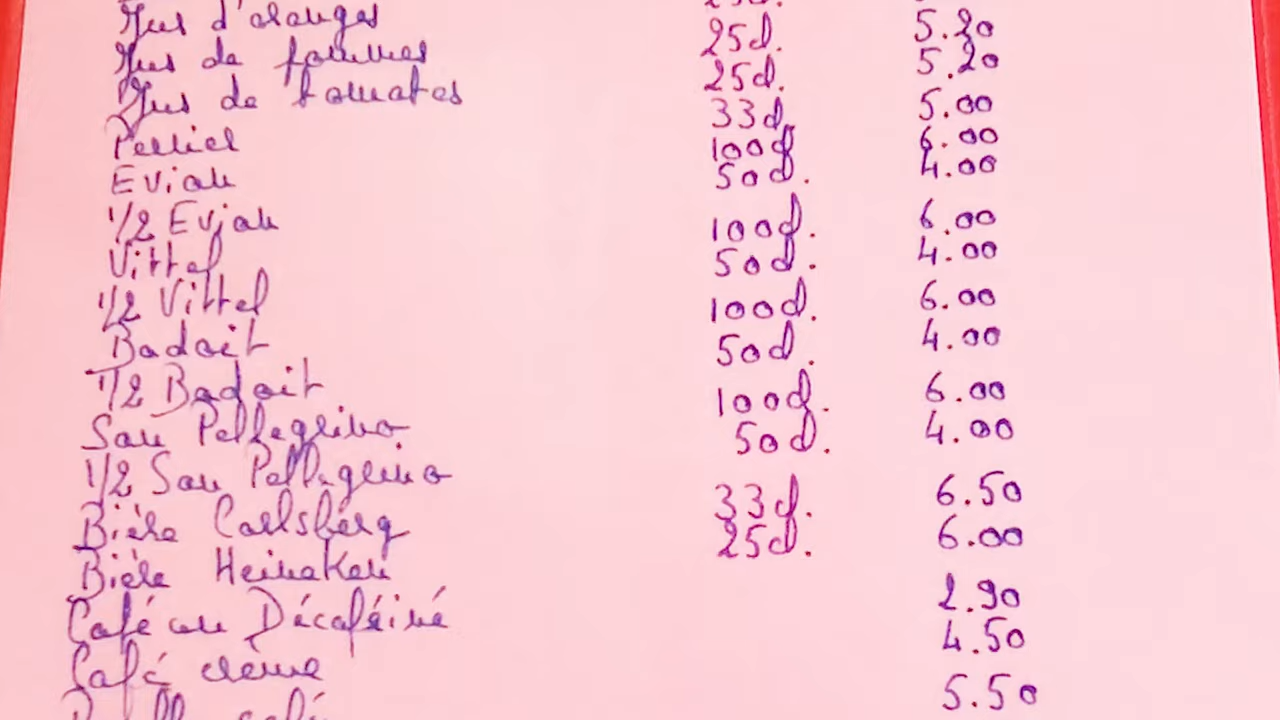 Jus d'oranges
Jus de pommes 25cl. 5.20
Jus de tomates 25cl. 5.20
Perrier 33cl. 5.00
Evian 100cl 6.00
1/2 Evian 50cl. 4.00
Vittel 100cl. 6.00
1/2 Vittel 50cl. 4.00
Badoit 100cl. 6.00
1/2 Badoit 50cl. 4.00
San Pellegrino 100cl. 6.00
1/2 San Pellegrino 50cl. 4.00
Bière Carlsberg 33cl. 6.50
Bière Heineken 25cl. 6.00
Café ou Décaféiné 2.90
Café crème 4.50
Double café 5.50